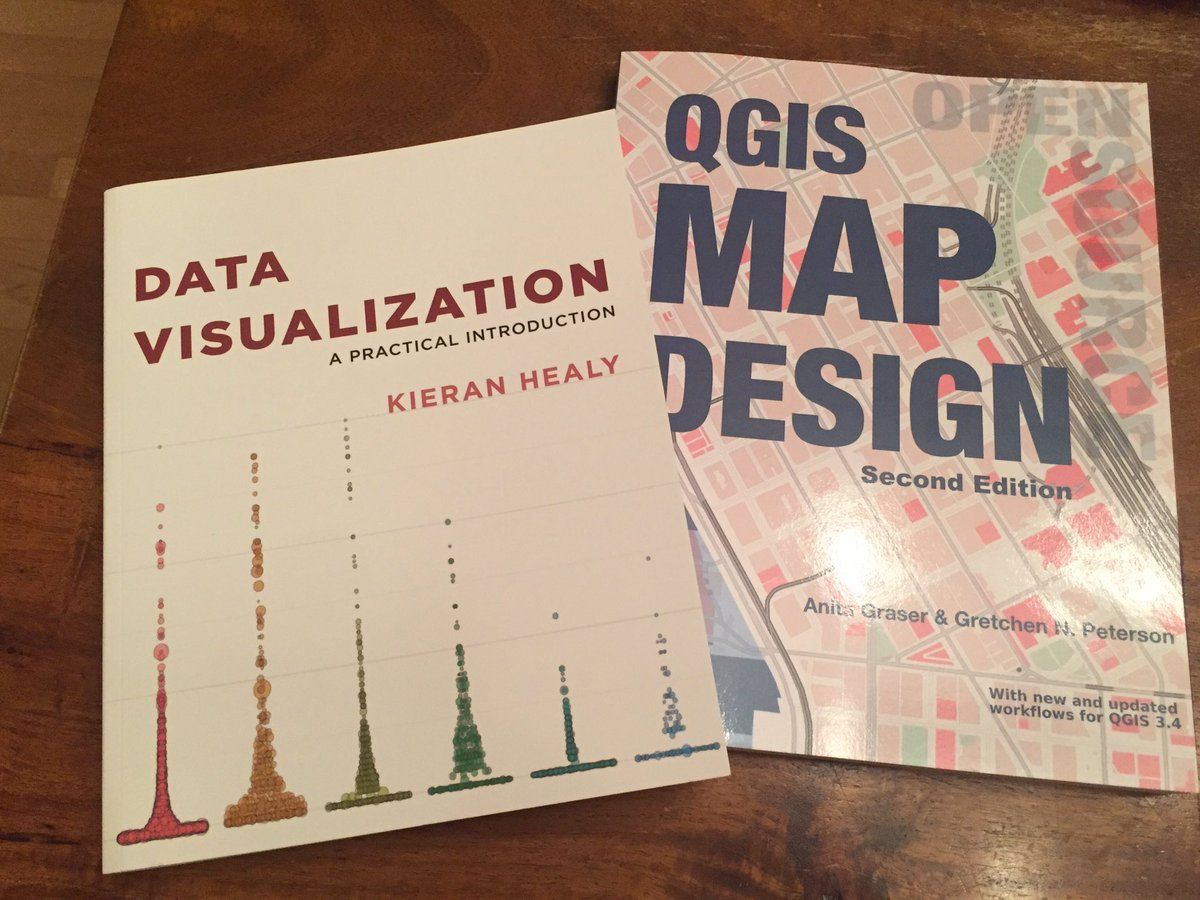 DATA
VISUALIZATION
A PRACTICAL INTRODUCTION
KIERAN HEALY
OPEN
SOURCE
QGIS
MAP
DESIGN
Second Edition
Anita Graser & Gretchen N. Peterson
With new and updated
workflows for QGIS 3.4